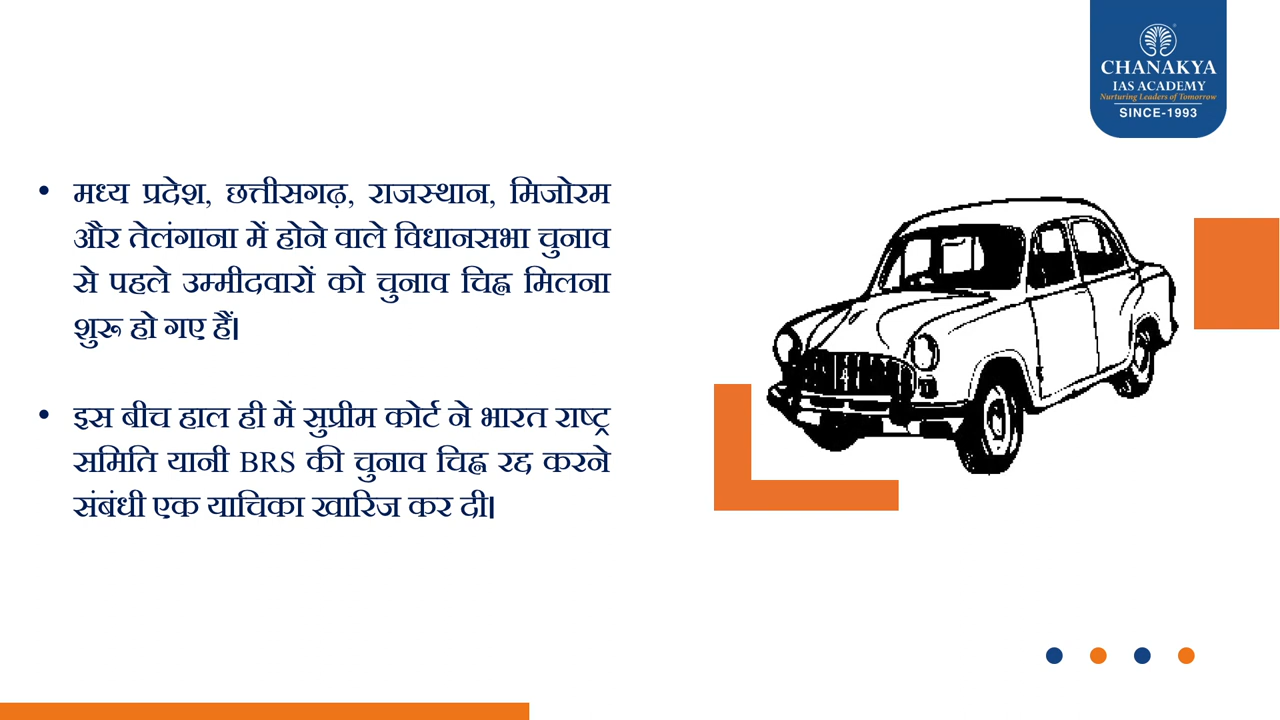 CHANAKYA
IAS ACADEMY
Nurturing Leaders of Tomorrow
SINCE-1993
• मध्य प्रदेश, छत्तीसगढ़, राजस्थान, मिजोरम
और तेलंगाना में होने वाले विधानसभा चुनाव
से पहले उम्मीदवारों को चुनाव चिह्न मिलना
शुरू हो गए हैं।
• इस बीच हाल ही में सुप्रीम कोर्ट ने भारत राष्ट्र
समिति यानी BRS की चुनाव चिह्न रद्द करने
संबंधी एक याचिका खारिज कर दी।